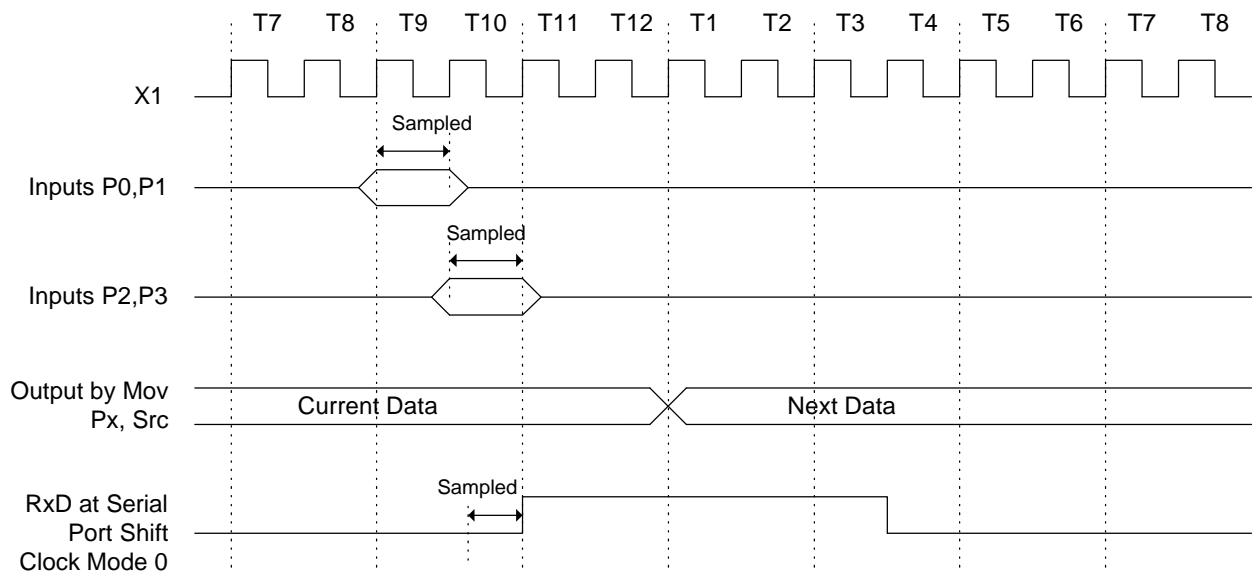 T7 T8 T9 T10 T11 T12 T1 T2 T3 T4 T5 T6 T7 T8
X1
Sampled
Inputs P0,P1
Sampled
Inputs P2,P3
Output by Mov
Px, Src
Current Data
Next Data
Sampled
RxD at Serial
Port Shift
Clock Mode 0